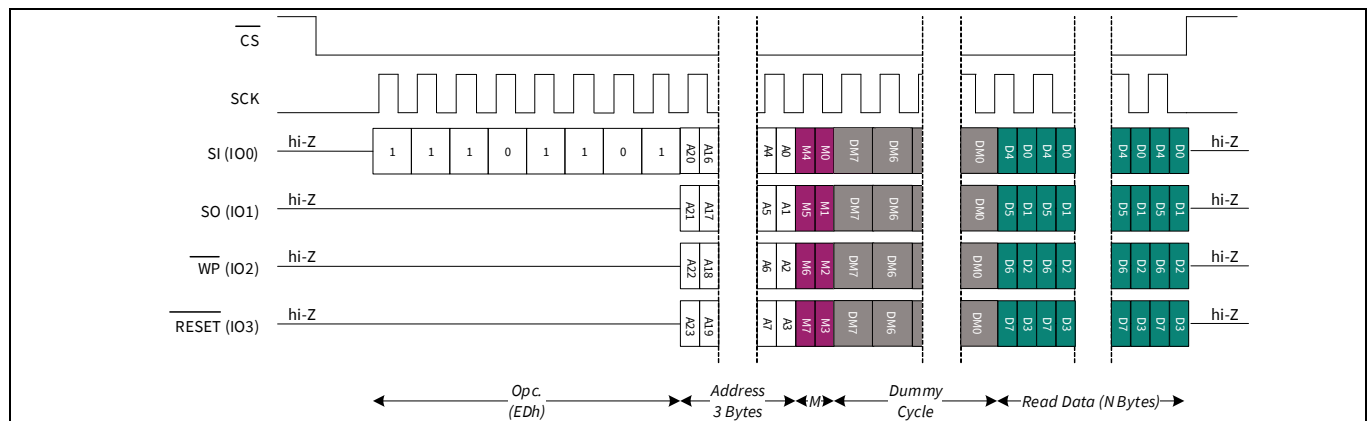 CS
SCK
SI (IO0) hi-Z 1 1 1 0 1 1 0 1 A20 A16 A4 A0 M4 M0 DM7 DM6 DM0 D4 D0 D4 D0 D4 D0 D4 D0 hi-Z
SO (IO1) hi-Z A21 A17 A5 A1 M5 M1 DM7 DM6 DM0 D5 D1 D5 D1 D5 D1 D5 D1 hi-Z
WP (IO2) hi-Z A22 A18 A6 A2 M6 M2 DM7 DM6 DM0 D6 D2 D6 D2 D6 D2 D6 D2 hi-Z
RESET (IO3) hi-Z A23 A19 A7 A3 M7 M3 DM7 DM6 DM0 D7 D3 D7 D3 D7 D3 D7 D3 hi-Z
Opc. Address Dummy
(EDh) 3 Bytes M Cycle Read Data (N Bytes)